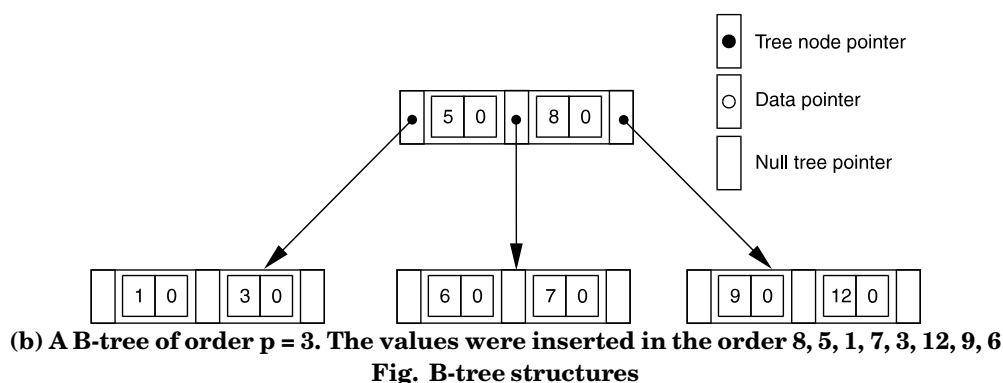 Tree node pointer
Data pointer
Null tree pointer
5 0 8 0
1 0 3 0
6 0 7 0
9 0 12 0
(b) A B-tree of order p = 3. The values were inserted in the order 8, 5, 1, 7, 3, 12, 9, 6
Fig. B-tree structures